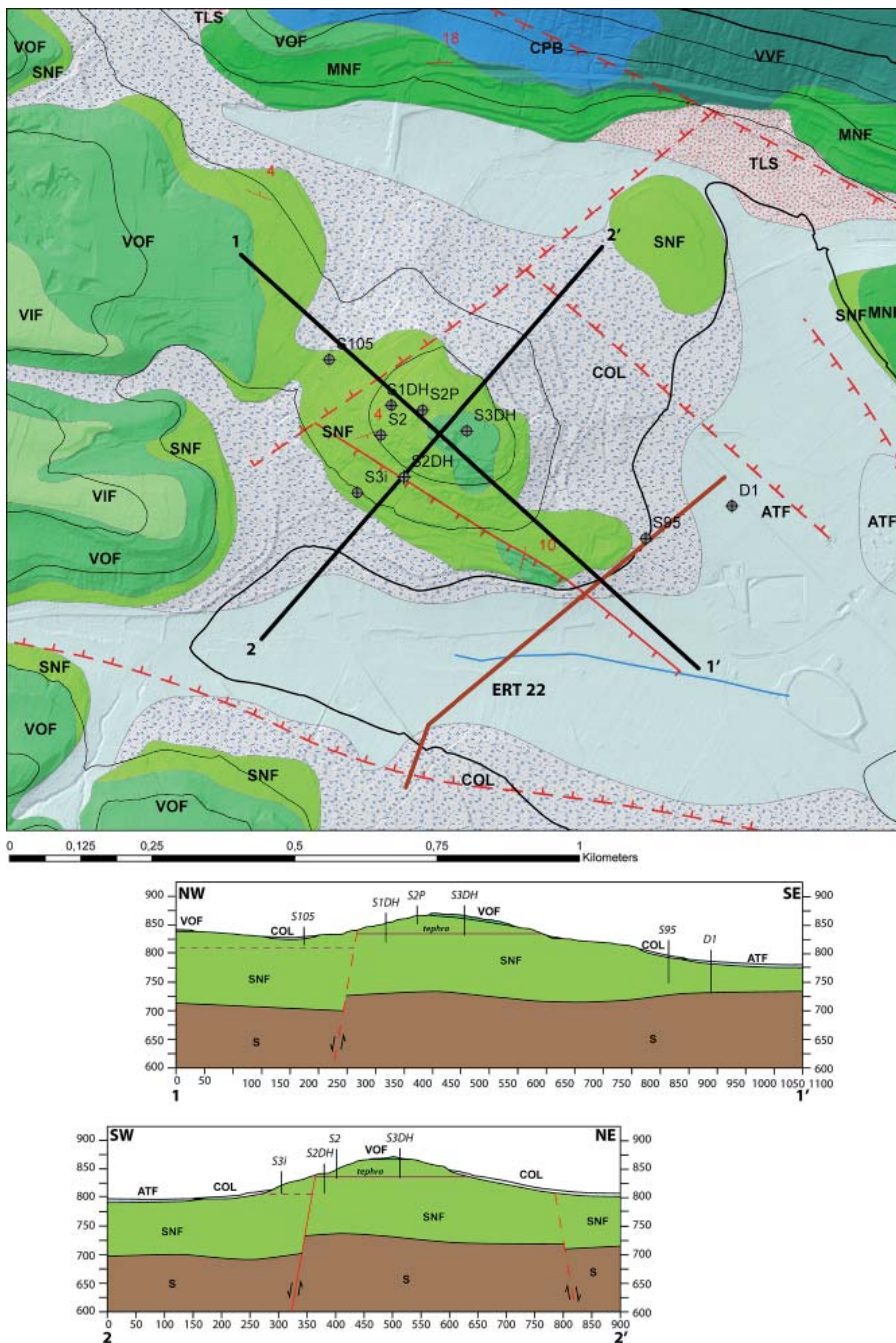 TLS
18
VOF
VOF
CPB
VVF
SNF
MNF
MNF
TLS
4
2’
1
SNF
VOF
SNF
MNF
VIF
S105
COL
S1DH
S2P
S2
S3DH
4
SNF
SNF
S2DH
S3i
VIF
D1
ATF
S95
ATF
10
VOF
2
1’
SNF
ERT 22
VOF
SNF
COL
VOF
0 0,125 0,25 0,5 0,75 1
Kilometers
NW SE
900 S2P S3DH 900
S1DH VOF
850 VOF S105 850
COL tephra S95 D1
800 COL ATF 800
750 SNF SNF 750
700 700
650 S S 650
600 600
0 50 100 150 200 250 300 350 400 450 500 550 600 650 700 750 800 850 900 950 1000 1050 1100
1 1’
SW NE
900 S2 S3DH 900
S2DH VOF
850 S3i 850
tephra COL
800 ATF COL 800
750 SNF SNF SNF 750
700 700
650 S S S 650
600 600
0 50 100 150 200 250 300 350 400 450 500 550 600 650 700 750 800 850 900
2 2’